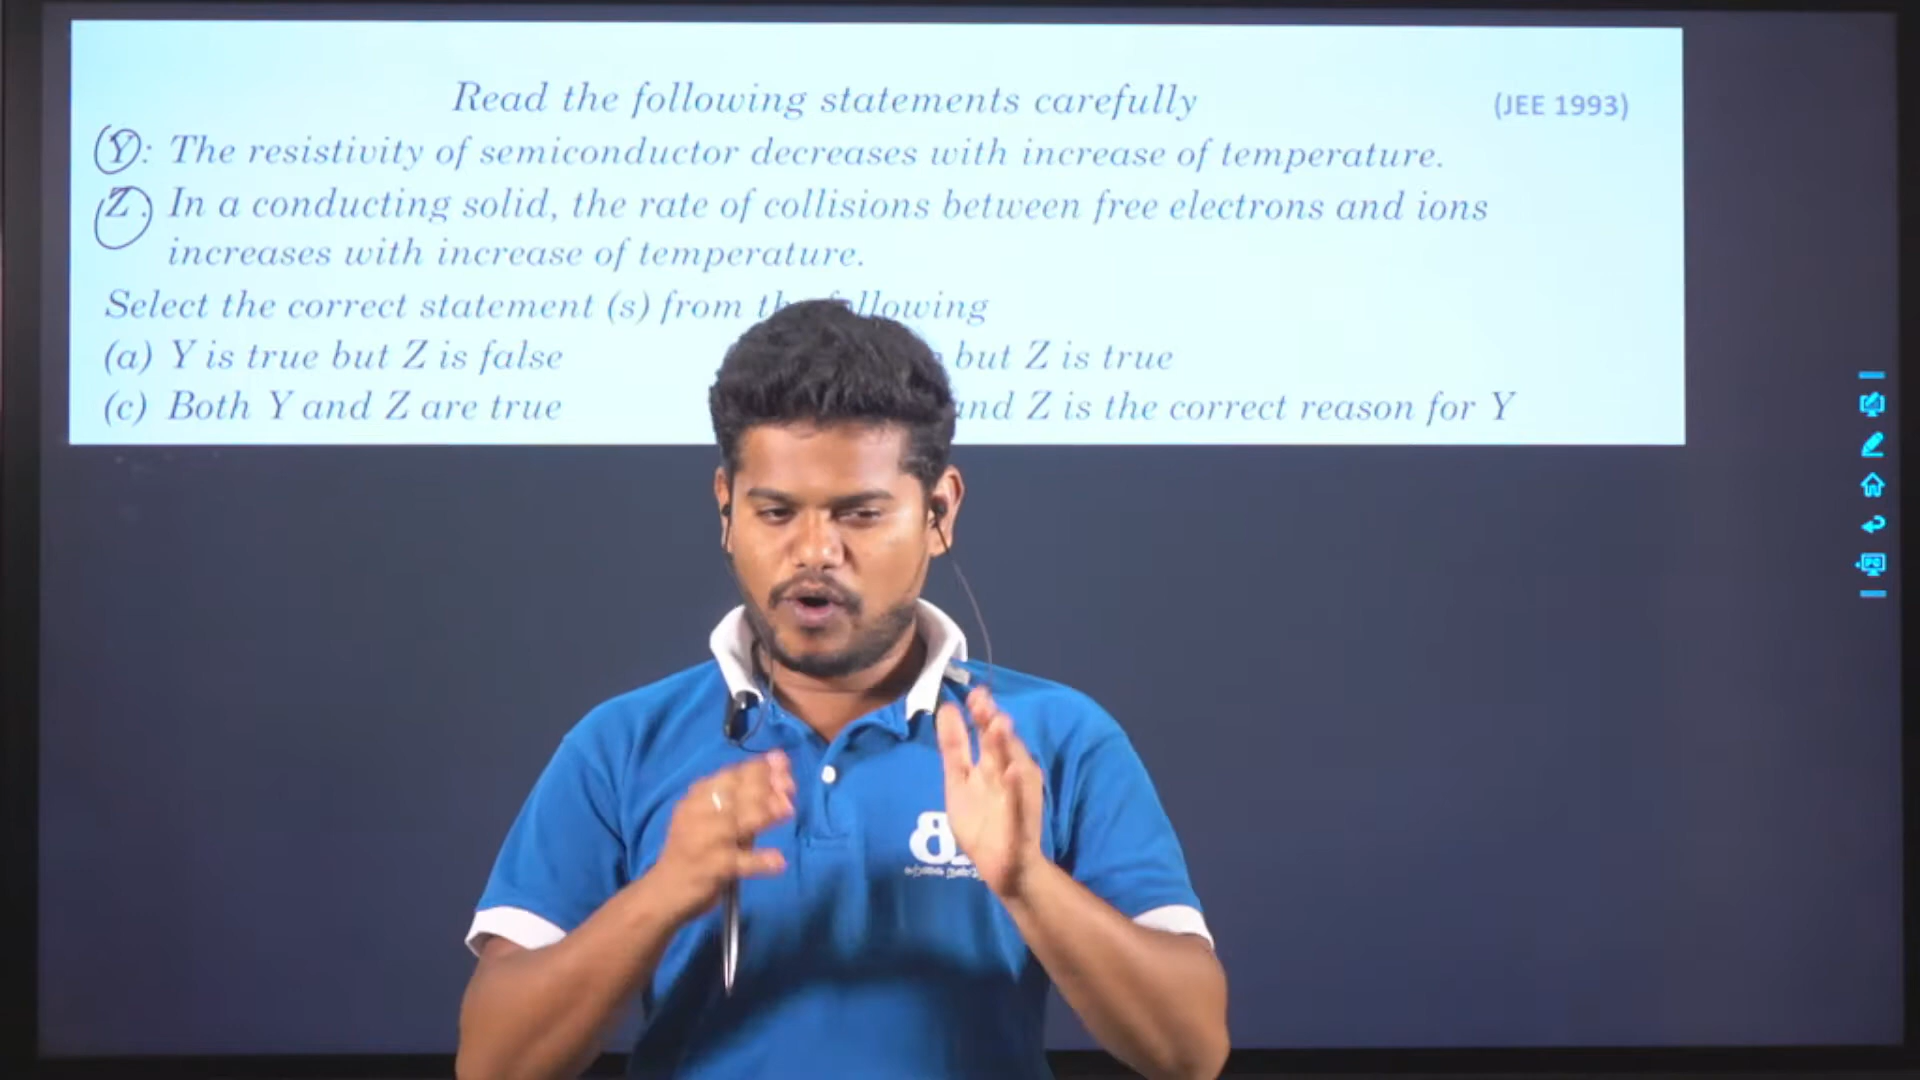 Read the following statements carefully (JEE 1993)
Y: The resistivity of semiconductor decreases with increase of temperature.
Z: In a conducting solid, the rate of collisions between free electrons and ions
increases with increase of temperature.
Select the correct statement (s) from the following
(a) Y is true but Z is false but Z is true
(c) Both Y and Z are true and Z is the correct reason for Y